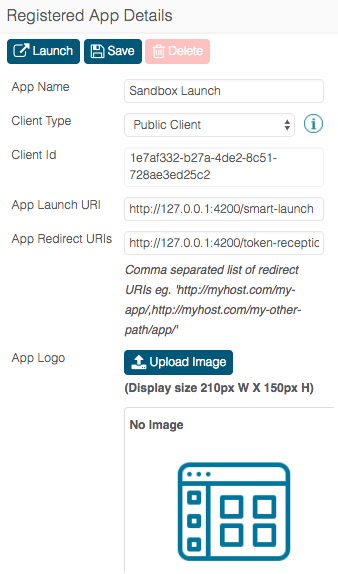 Registered App Details
Launch Save Delete
App Name Sandbox Launch
Client Type Public Client
Client Id 1e7af332-b27a-4de2-8c51-
728ae3ed25c2
App Launch URI http://127.0.0.1:4200/smart-launch
App Redirect URIs http://127.0.0.1:4200/token-receptic
Comma separated list of redirect
URIs eg. 'http://myhost.com/my-
app/,http://myhost.com/my-other-
path/app/'
App Logo Upload Image
(Display size 210px W X 150px H)
No Image